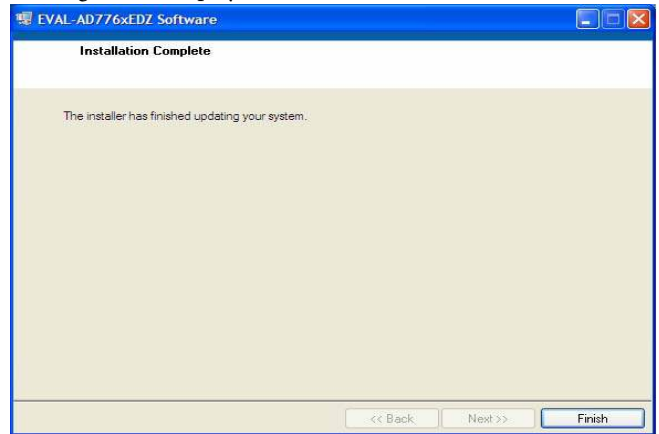 EVAL-AD776xEDZ Software
Installation Complete
The installer has finished updating your system.
<< Back Next >> Finish